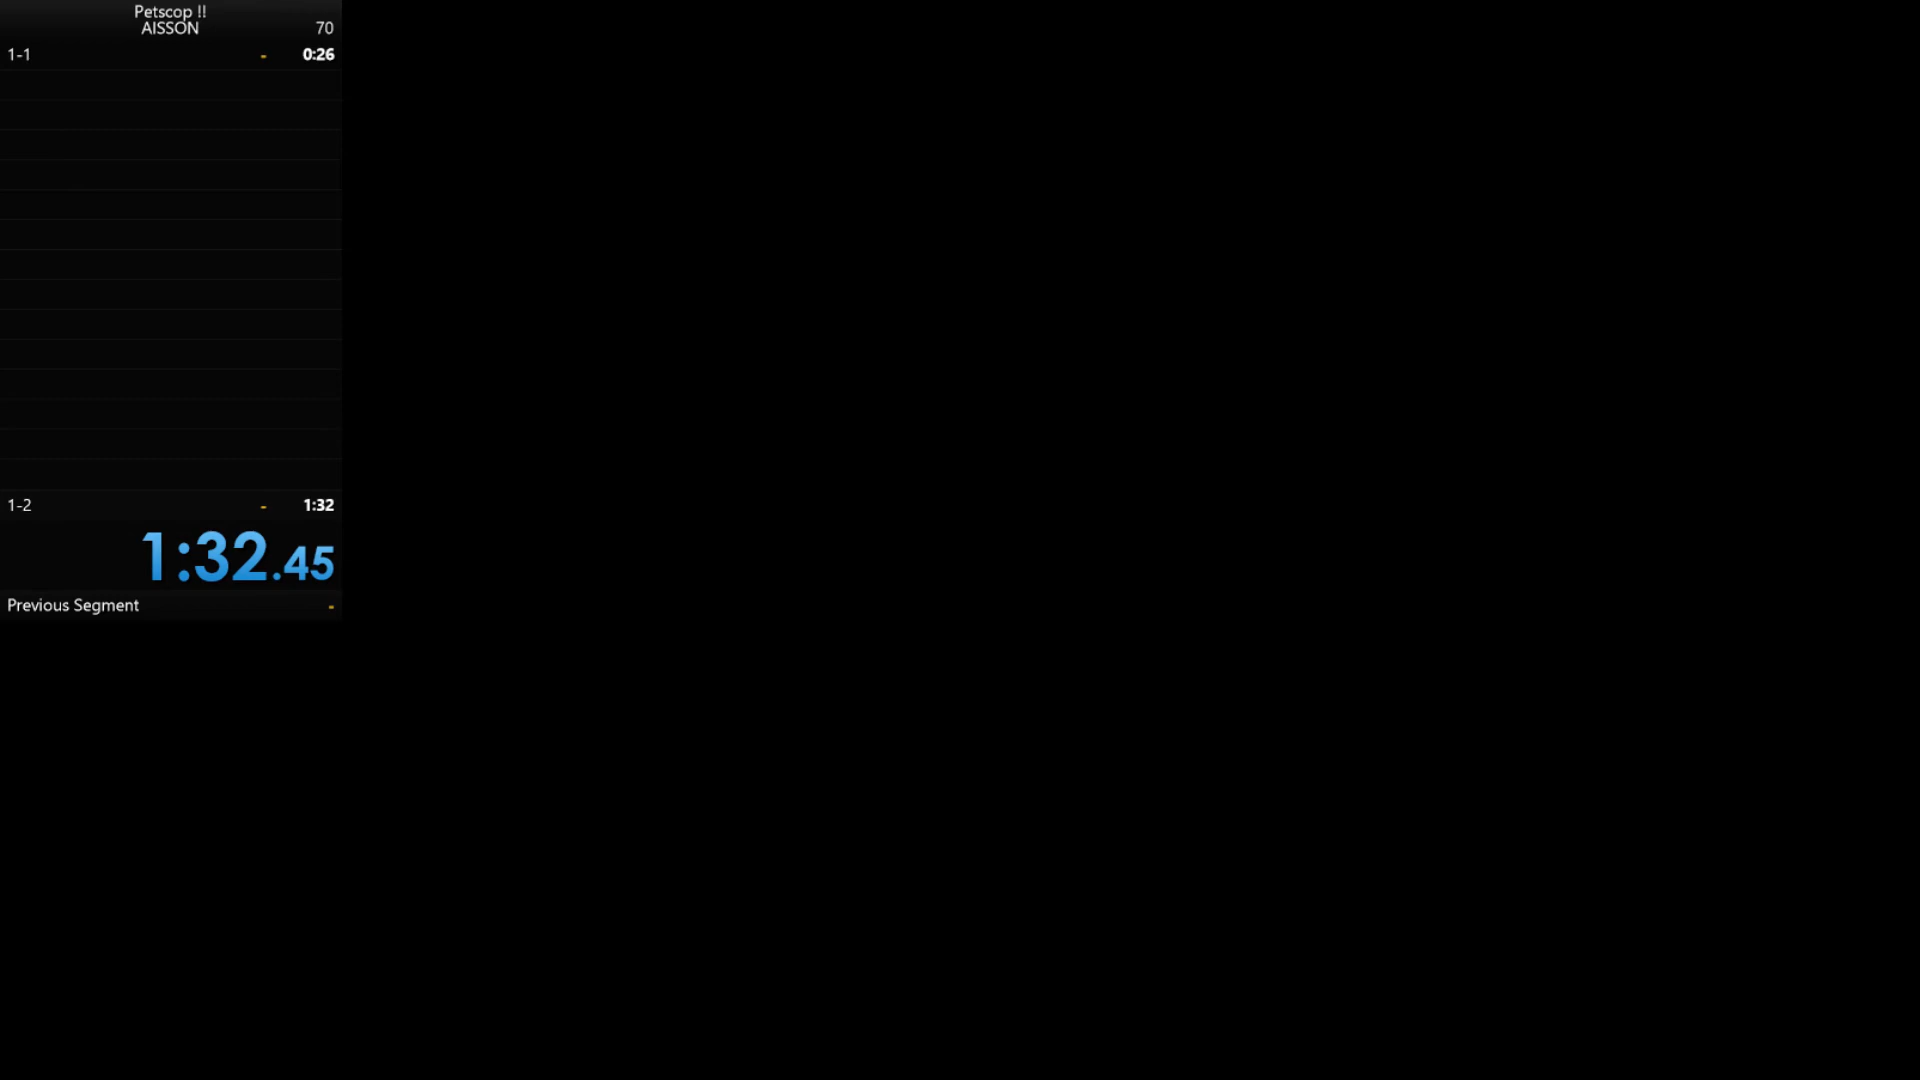 Petscop !!
AISSON 70
1-1 - 0:26
1-2 - 1:32
1:32.45
Previous Segment -